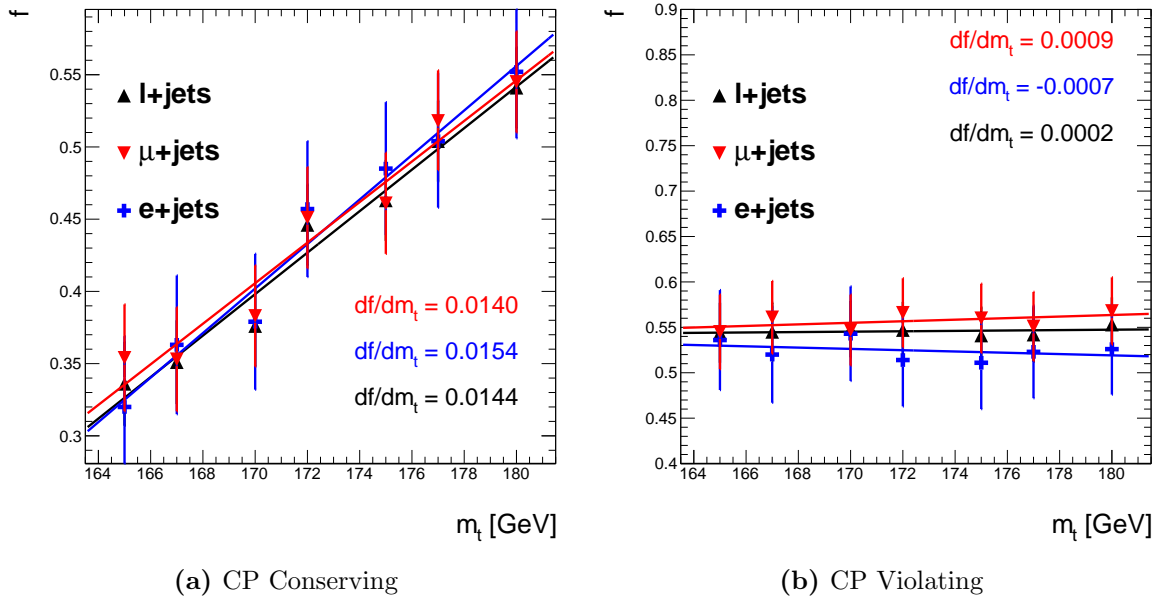 f
0.55
0.5
0.45
0.4
0.35
0.3
l+jets
μ+jets
e+jets
df/dm_t = 0.0140
df/dm_t = 0.0154
df/dm_t = 0.0144
164 166 168 170 172 174 176 178 180
m_t [GeV]
(a) CP Conserving
f
0.9
0.85
0.8
0.75
0.7
0.65
0.6
0.55
0.5
0.45
0.4
df/dm_t = 0.0009
df/dm_t = -0.0007
df/dm_t = 0.0002
l+jets
μ+jets
e+jets
164 166 168 170 172 174 176 178 180
m_t [GeV]
(b) CP Violating